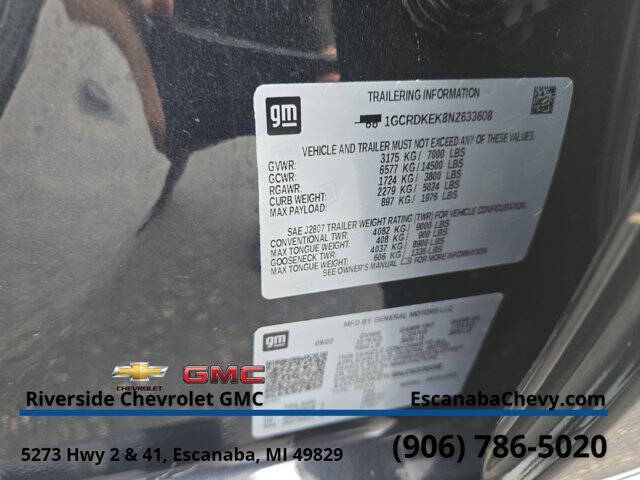 gm
TRAILERING INFORMATION
1GCRDKEK8NZ633608
VEHICLE AND TRAILER MUST NOT EXCEED ANY OF THESE VALUES
GVWR: 3175 KG/ 7000 LBS
GCWR: 6577 KG/14500 LBS
RGAWR: 1724 KG/ 3800 LBS
CURB WEIGHT: 2279 KG/ 5024 LBS
MAX PAYLOAD: 897 KG/ 1976 LBS
SAE J2807 TRAILER WEIGHT RATING (TWR) FOR VEHICLE CONFIGURATION:
CONVENTIONAL TWR: 4082 KG/ 9000 LBS
MAX TONGUE WEIGHT: 408 KG/ 900 LBS
GOOSENECK TWR: 4037 KG/ 8900 LBS
MAX TONGUE WEIGHT: 606 KG/ 1335 LBS
SEE OWNER'S MANUAL FOR MORE INFORMATION
gm
MFD BY GENERAL MOTORS LLC
CHEVROLET GMC
Riverside Chevrolet GMC
EscanabaChevy.com
5273 Hwy 2 & 41, Escanaba, MI 49829
(906) 786-5020